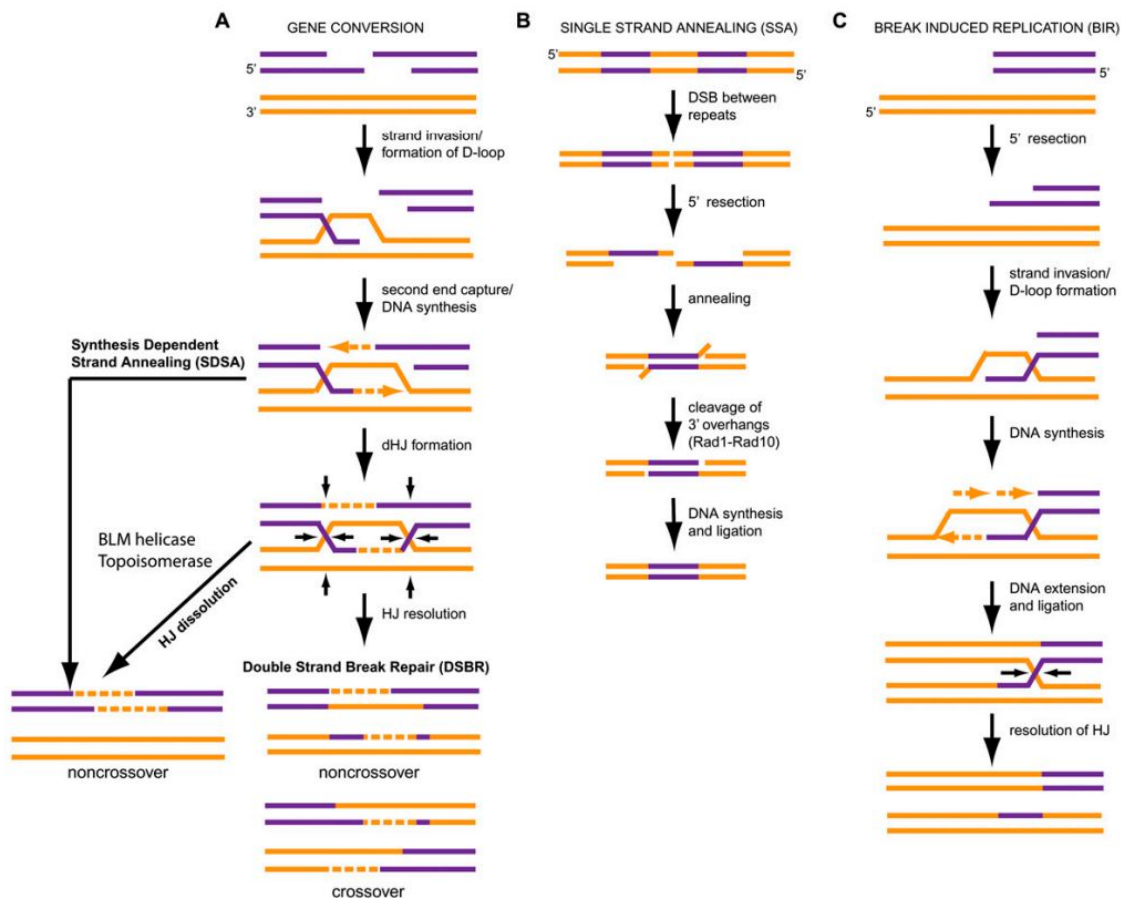 A
GENE CONVERSION
5'
3'
strand invasion/
formation of D-loop
second end capture/
DNA synthesis
Synthesis Dependent
Strand Annealing (SDSA)
dHJ formation
BLM helicase
Topoisomerase
HJ dissolution
HJ resolution
Double Strand Break Repair (DSBR)
noncrossover
noncrossover
crossover
B
SINGLE STRAND ANNEALING (SSA)
5'
5'
DSB between
repeats
5' resection
annealing
cleavage of
3' overhangs
(Rad1-Rad10)
DNA synthesis
and ligation
C
BREAK INDUCED REPLICATION (BIR)
5'
5'
5' resection
strand invasion/
D-loop formation
DNA synthesis
DNA extension
and ligation
resolution of HJ